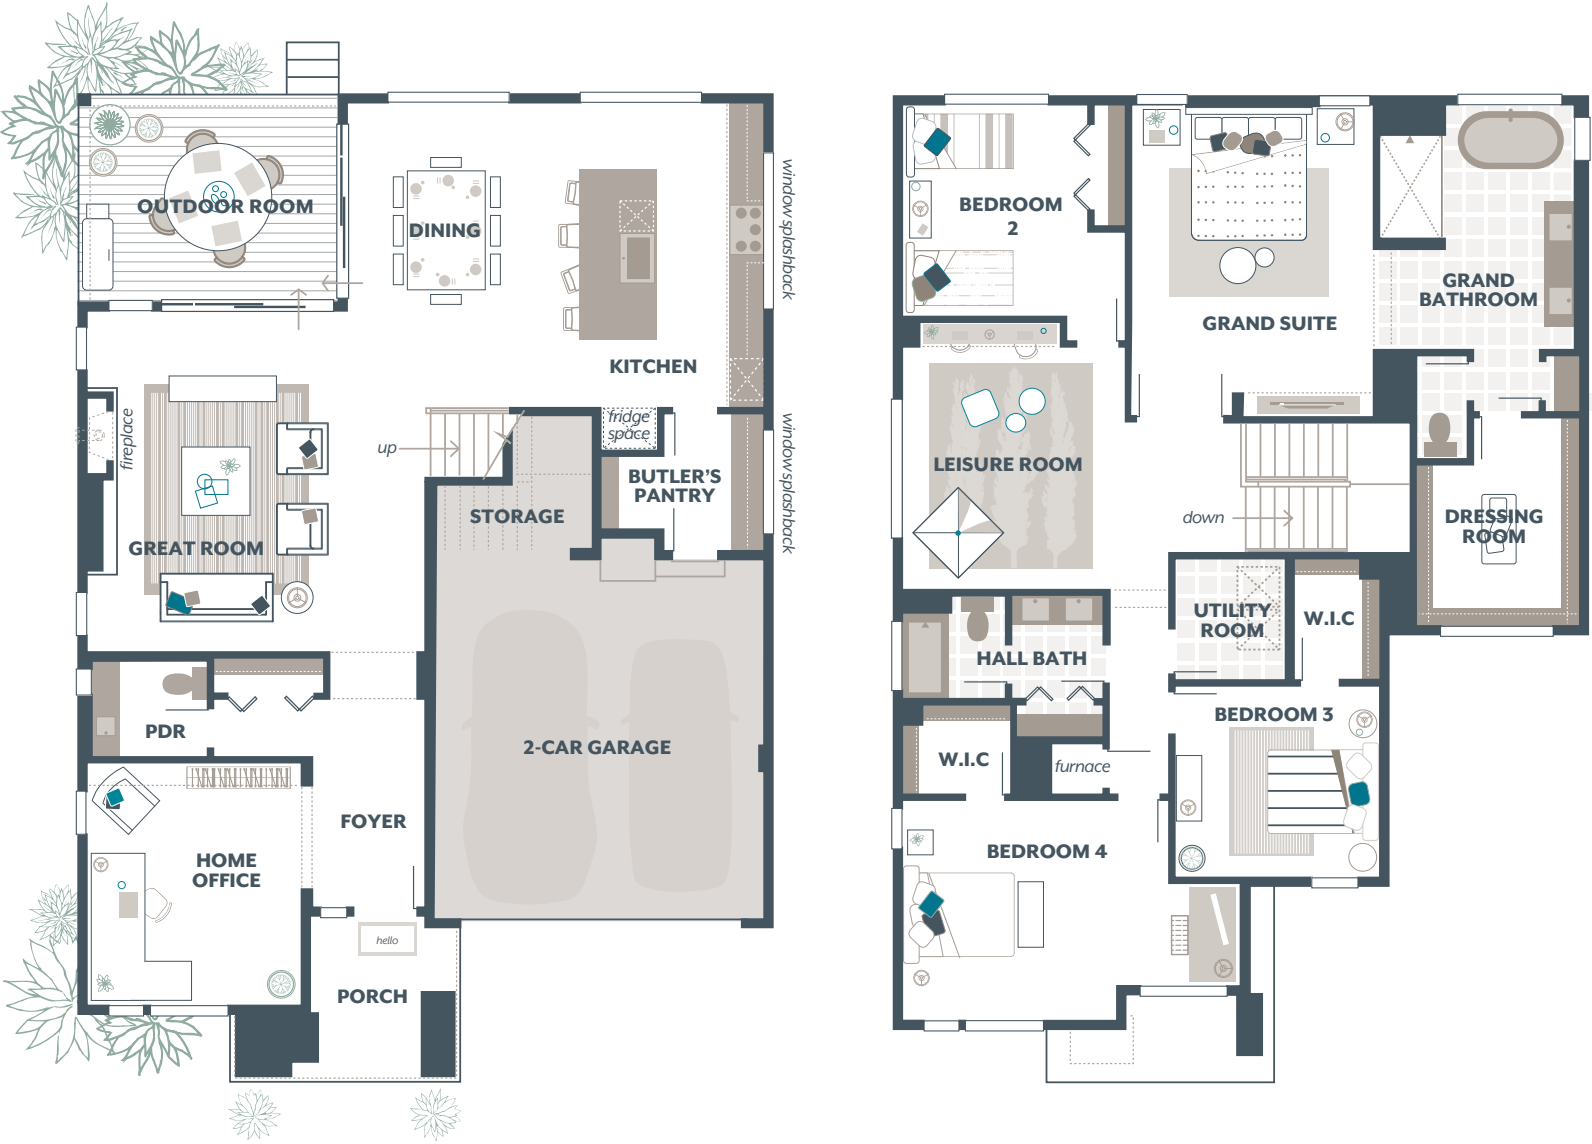 OUTDOOR ROOM
DINING
window splashback
KITCHEN
fireplace
up
fridge
space
window splashback
BUTLER'S
PANTRY
STORAGE
GREAT ROOM
PDR
2-CAR GARAGE
FOYER
HOME
OFFICE
hello
PORCH
BEDROOM
2
GRAND
BATHROOM
GRAND SUITE
LEISURE ROOM
down
DRESSING
ROOM
UTILITY
ROOM
W.I.C
HALL BATH
BEDROOM 3
W.I.C
furnace
BEDROOM 4